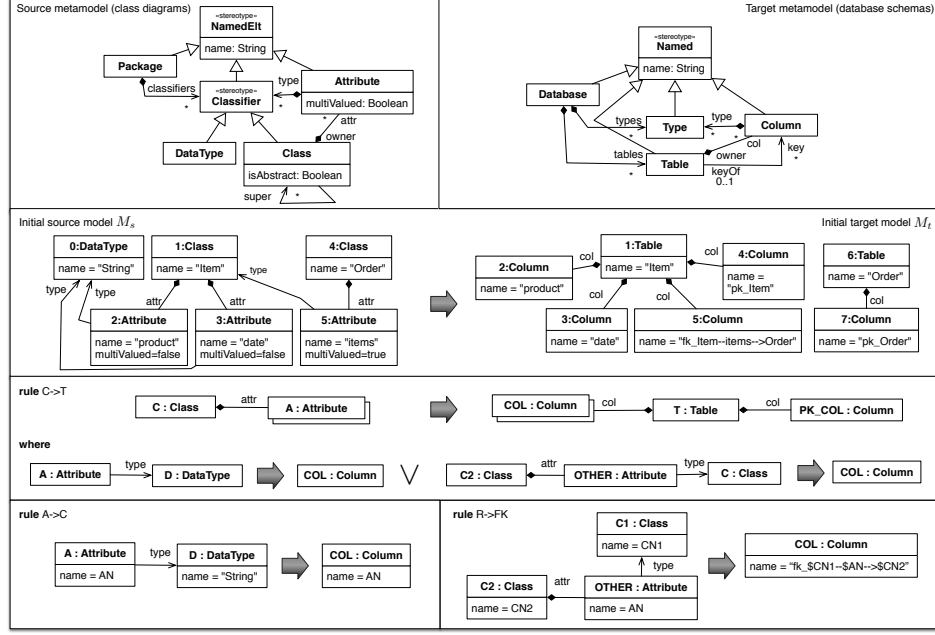 Source metamodel (class diagrams)
«stereotype»
NamedElt
name: String
Package
classifiers
*
«stereotype»
Classifier
type
*
Attribute
multiValued: Boolean
*
attr
owner
DataType
Class
isAbstract: Boolean
super
*
Target metamodel (database schemas)
«stereotype»
Named
name: String
Database
types
*
Type
type
*
*
Column
col
owner
tables
*
Table
keyOf
0..1
key
*
Initial source model Ms
0:DataType
name = "String"
1:Class
name = "Item"
4:Class
name = "Order"
type
type
type
attr
attr
attr
2:Attribute
name = "product"
multiValued=false
3:Attribute
name = "date"
multiValued=false
5:Attribute
name = "items"
multiValued=true
Initial target model Mt
1:Table
name = "Item"
2:Column
name = "product"
col
col
4:Column
name =
"pk_Item"
6:Table
name = "Order"
col
col
col
3:Column
name = "date"
5:Column
name = "fk_Item--items-->Order"
7:Column
name = "pk_Order"
rule C->T
C : Class
attr
A : Attribute
COL : Column
col
T : Table
col
PK_COL : Column
where
A : Attribute
type
D : DataType
COL : Column
∨
C2 : Class
attr
OTHER : Attribute
type
C : Class
COL : Column
rule A->C
A : Attribute
name = AN
type
D : DataType
name = "String"
COL : Column
name = AN
rule R->FK
C1 : Class
name = CN1
type
C2 : Class
name = CN2
attr
OTHER : Attribute
name = AN
COL : Column
name = "fk_$CN1--$AN-->$CN2"